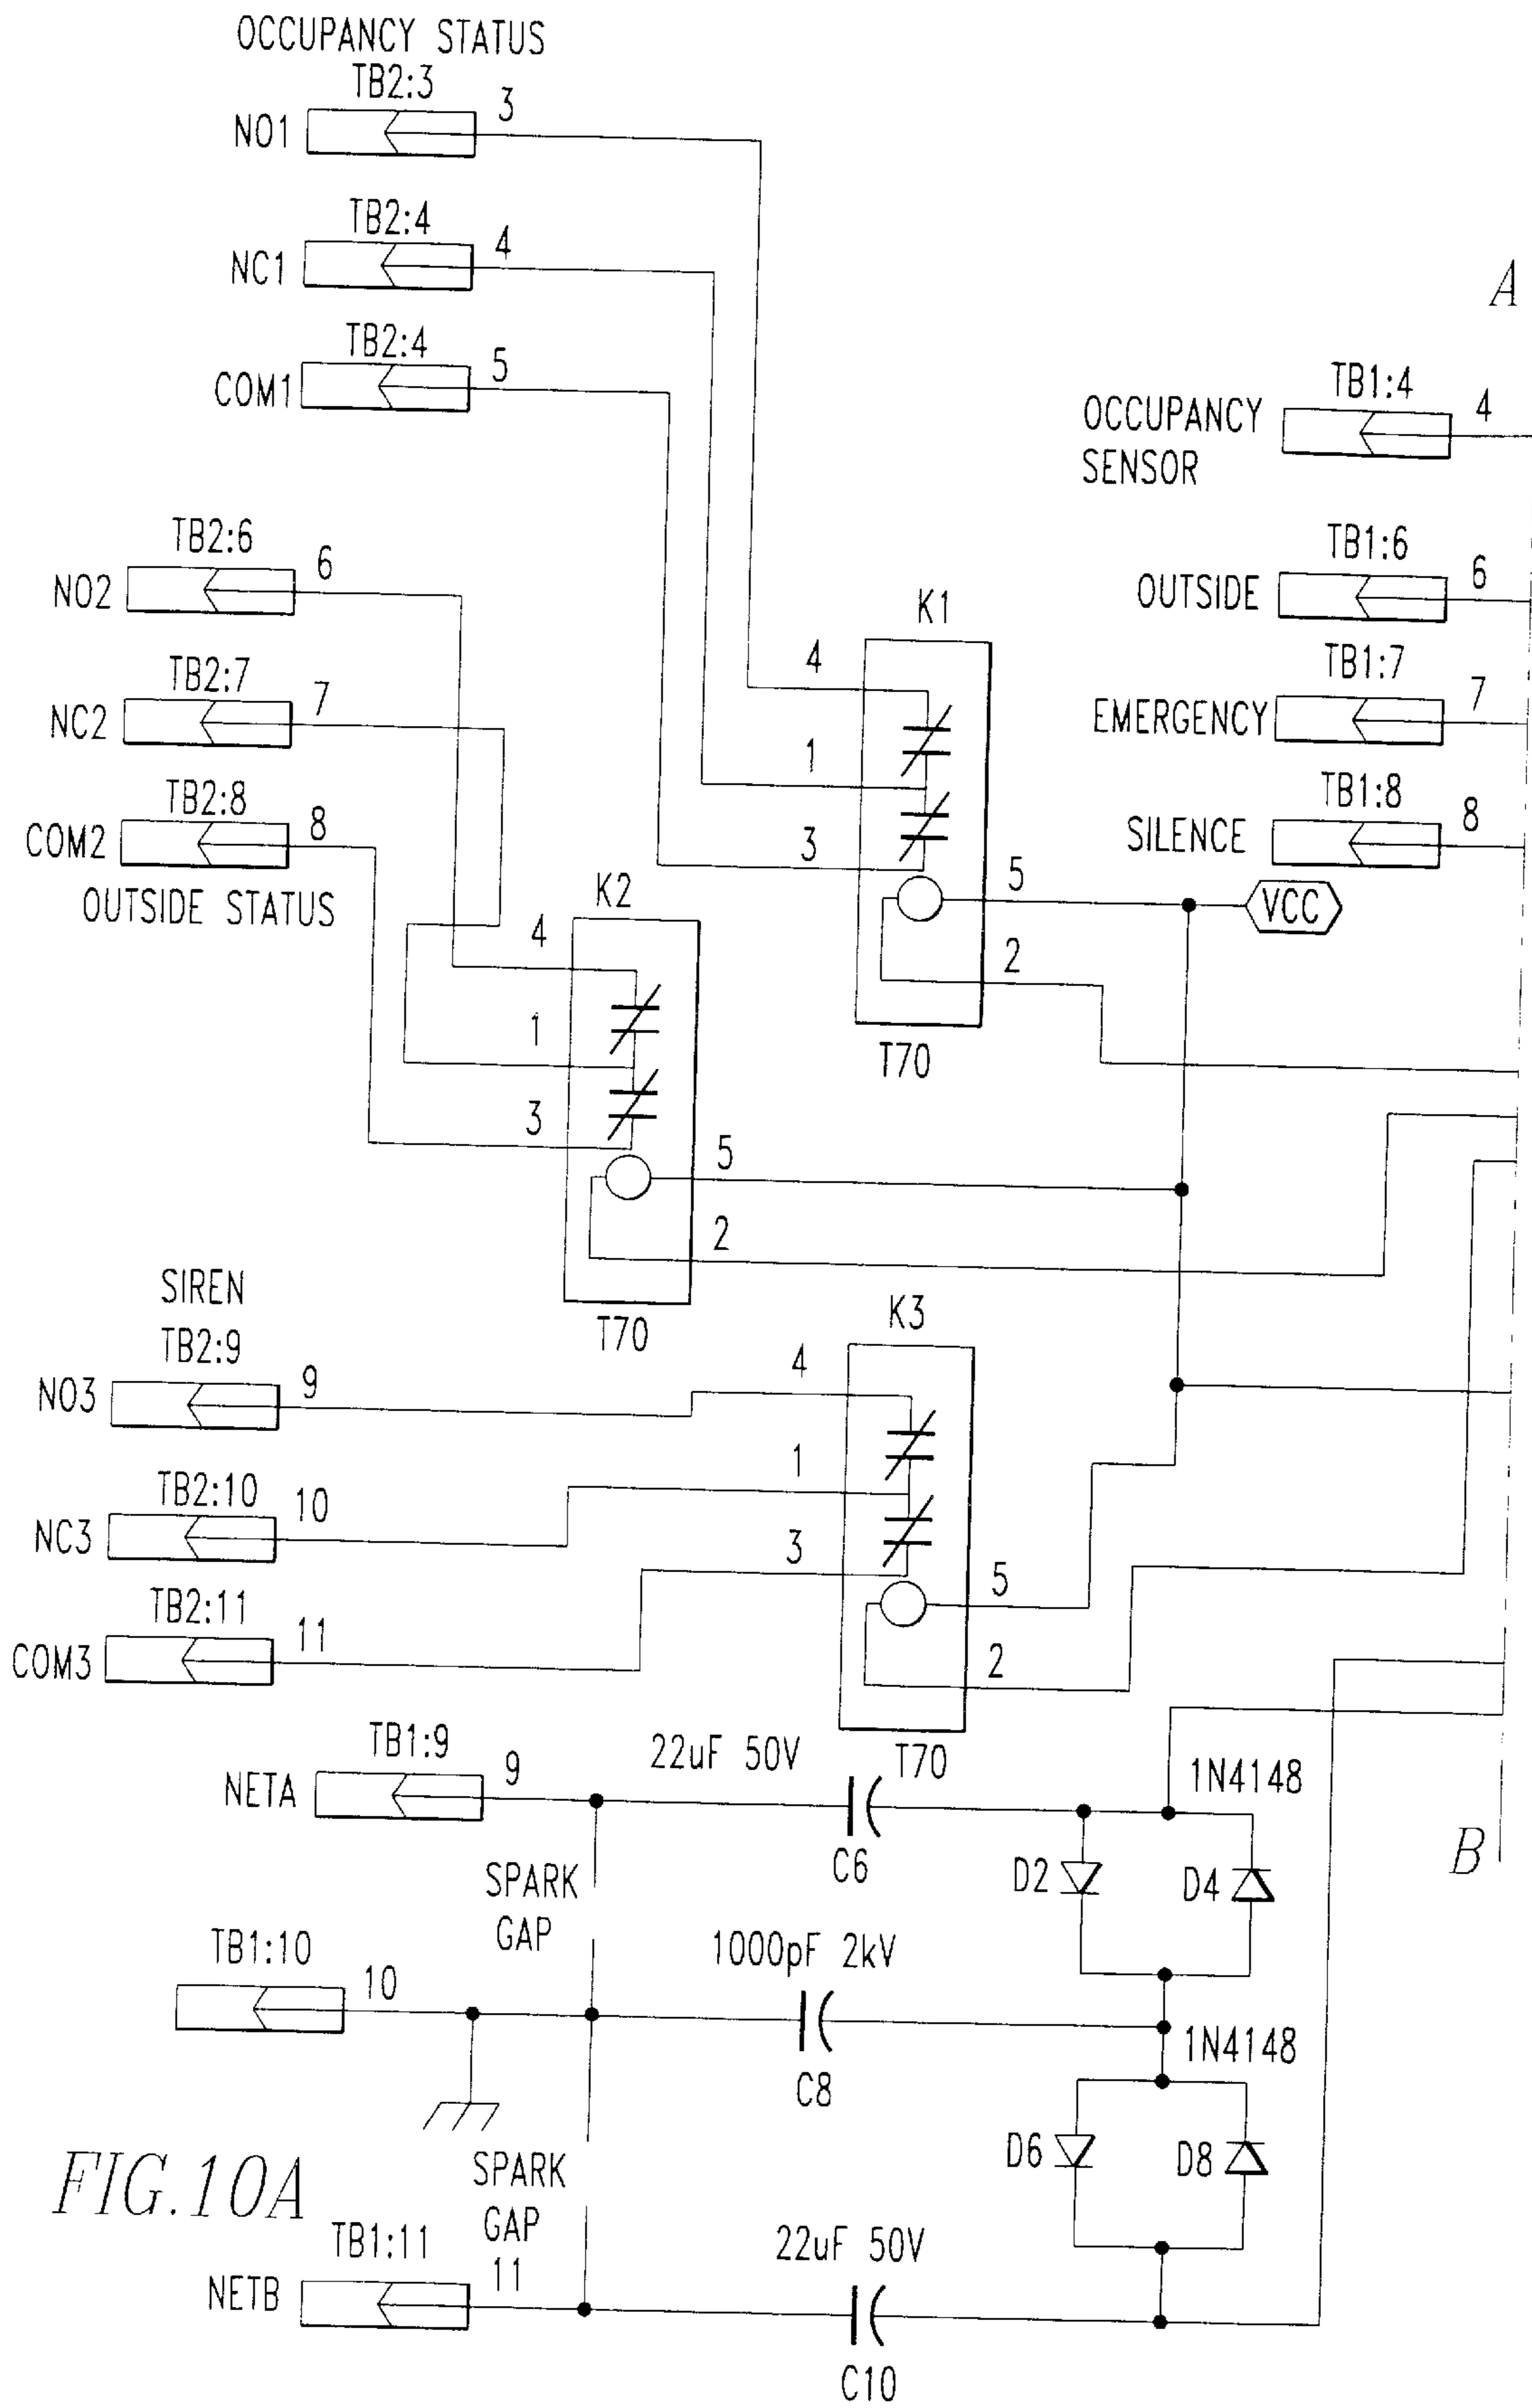 OCCUPANCY STATUS
TB2:3
NO1
3
TB2:4
NC1
4
TB2:4
COM1
5
A
TB1:4
OCCUPANCY
SENSOR
4
TB2:6
NO2
6
TB2:7
NC2
7
TB2:8
COM2
8
OUTSIDE STATUS
TB1:6
OUTSIDE
6
TB1:7
EMERGENCY
7
TB1:8
SILENCE
8
K1
4
1
3
5
VCC
2
T70
K2
4
1
3
5
2
T70
SIREN
TB2:9
NO3
9
TB2:10
NC3
10
TB2:11
COM3
11
K3
4
1
3
5
2
T70
TB1:9
NETA
9
22uF 50V
C6
1N4148
D2
D4
B
SPARK
GAP
TB1:10
10
1000pF 2kV
C8
1N4148
D6
D8
SPARK
GAP
FIG.10A
TB1:11
NETB
11
22uF 50V
C10